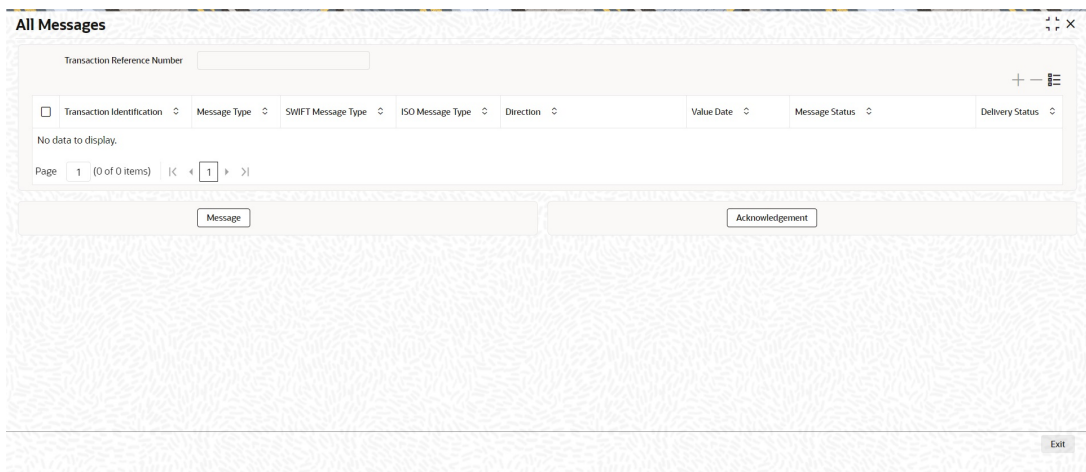 All Messages
Transaction Reference Number
Transaction Identification Message Type SWIFT Message Type ISO Message Type Direction Value Date Message Status Delivery Status
No data to display.
Page 1 (0 of 0 items) 1
Message Acknowledgement
Exit